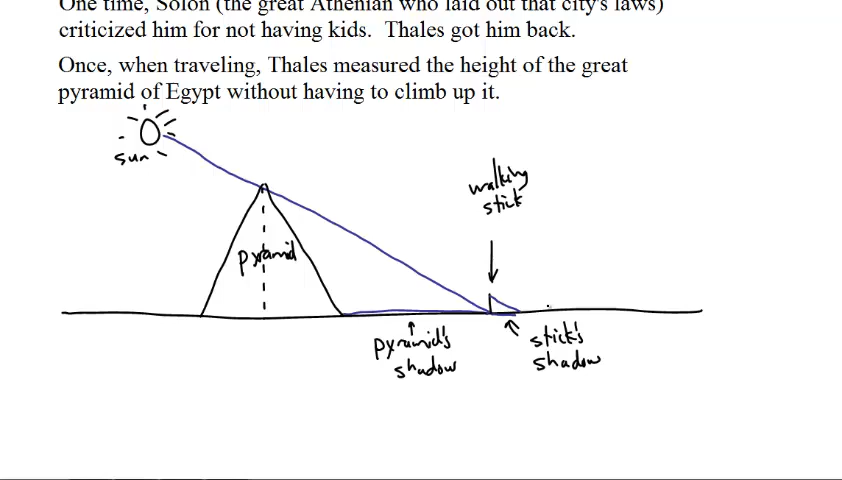 One time, Solon (the great Athenian who laid out that city's laws)
criticized him for not having kids.  Thales got him back.
Once, when traveling, Thales measured the height of the great
pyramid of Egypt without having to climb up it.
sun
walking
stick
pyramid
pyramid's
shadow
stick's
shadow